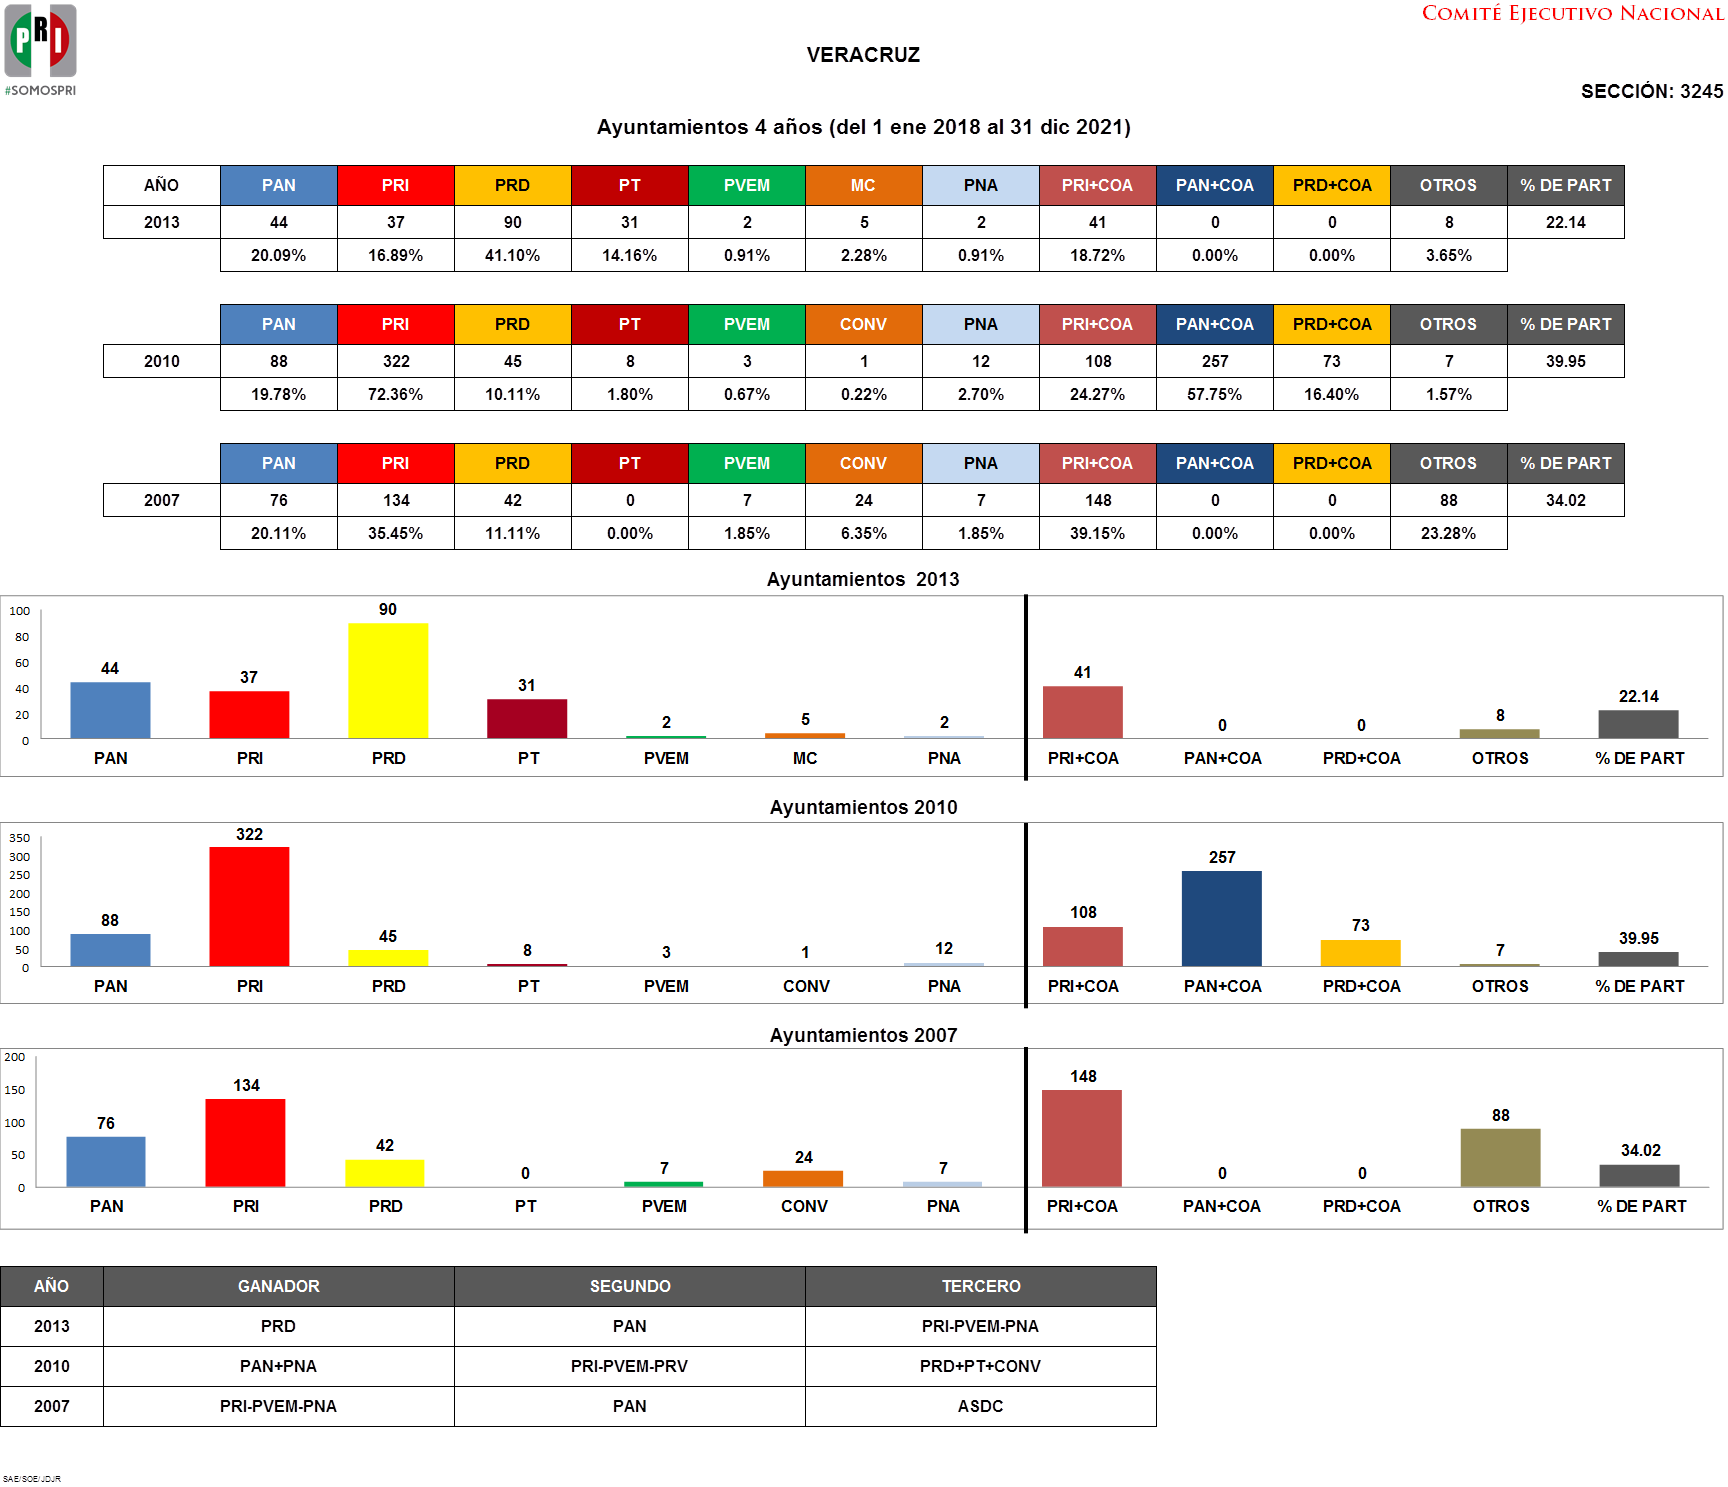 COMITÉ EJECUTIVO NACIONAL
PRI
#SOMOSPRI
VERACRUZ
SECCIÓN: 3245
Ayuntamientos 4 años (del 1 ene 2018 al 31 dic 2021)
AÑO PAN PRI PRD PT PVEM MC PNA PRI+COA PAN+COA PRD+COA OTROS % DE PART
2013 44 37 90 31 2 5 2 41 0 0 8 22.14
20.09% 16.89% 41.10% 14.16% 0.91% 2.28% 0.91% 18.72% 0.00% 0.00% 3.65%
PAN PRI PRD PT PVEM CONV PNA PRI+COA PAN+COA PRD+COA OTROS % DE PART
2010 88 322 45 8 3 1 12 108 257 73 7 39.95
19.78% 72.36% 10.11% 1.80% 0.67% 0.22% 2.70% 24.27% 57.75% 16.40% 1.57%
PAN PRI PRD PT PVEM CONV PNA PRI+COA PAN+COA PRD+COA OTROS % DE PART
2007 76 134 42 0 7 24 7 148 0 0 88 34.02
20.11% 35.45% 11.11% 0.00% 1.85% 6.35% 1.85% 39.15% 0.00% 0.00% 23.28%
Ayuntamientos 2013
100
80
60
40
20
0
44 37 90 31 2 5 2 41 0 0 8 22.14
PAN PRI PRD PT PVEM MC PNA PRI+COA PAN+COA PRD+COA OTROS % DE PART
Ayuntamientos 2010
350
300
250
200
150
100
50
0
88 322 45 8 3 1 12 108 257 73 7 39.95
PAN PRI PRD PT PVEM CONV PNA PRI+COA PAN+COA PRD+COA OTROS % DE PART
Ayuntamientos 2007
200
150
100
50
0
76 134 42 0 7 24 7 148 0 0 88 34.02
PAN PRI PRD PT PVEM CONV PNA PRI+COA PAN+COA PRD+COA OTROS % DE PART
AÑO GANADOR SEGUNDO TERCERO
2013 PRD PAN PRI-PVEM-PNA
2010 PAN+PNA PRI-PVEM-PRV PRD+PT+CONV
2007 PRI-PVEM-PNA PAN ASDC
SAE/SOE/JDJR